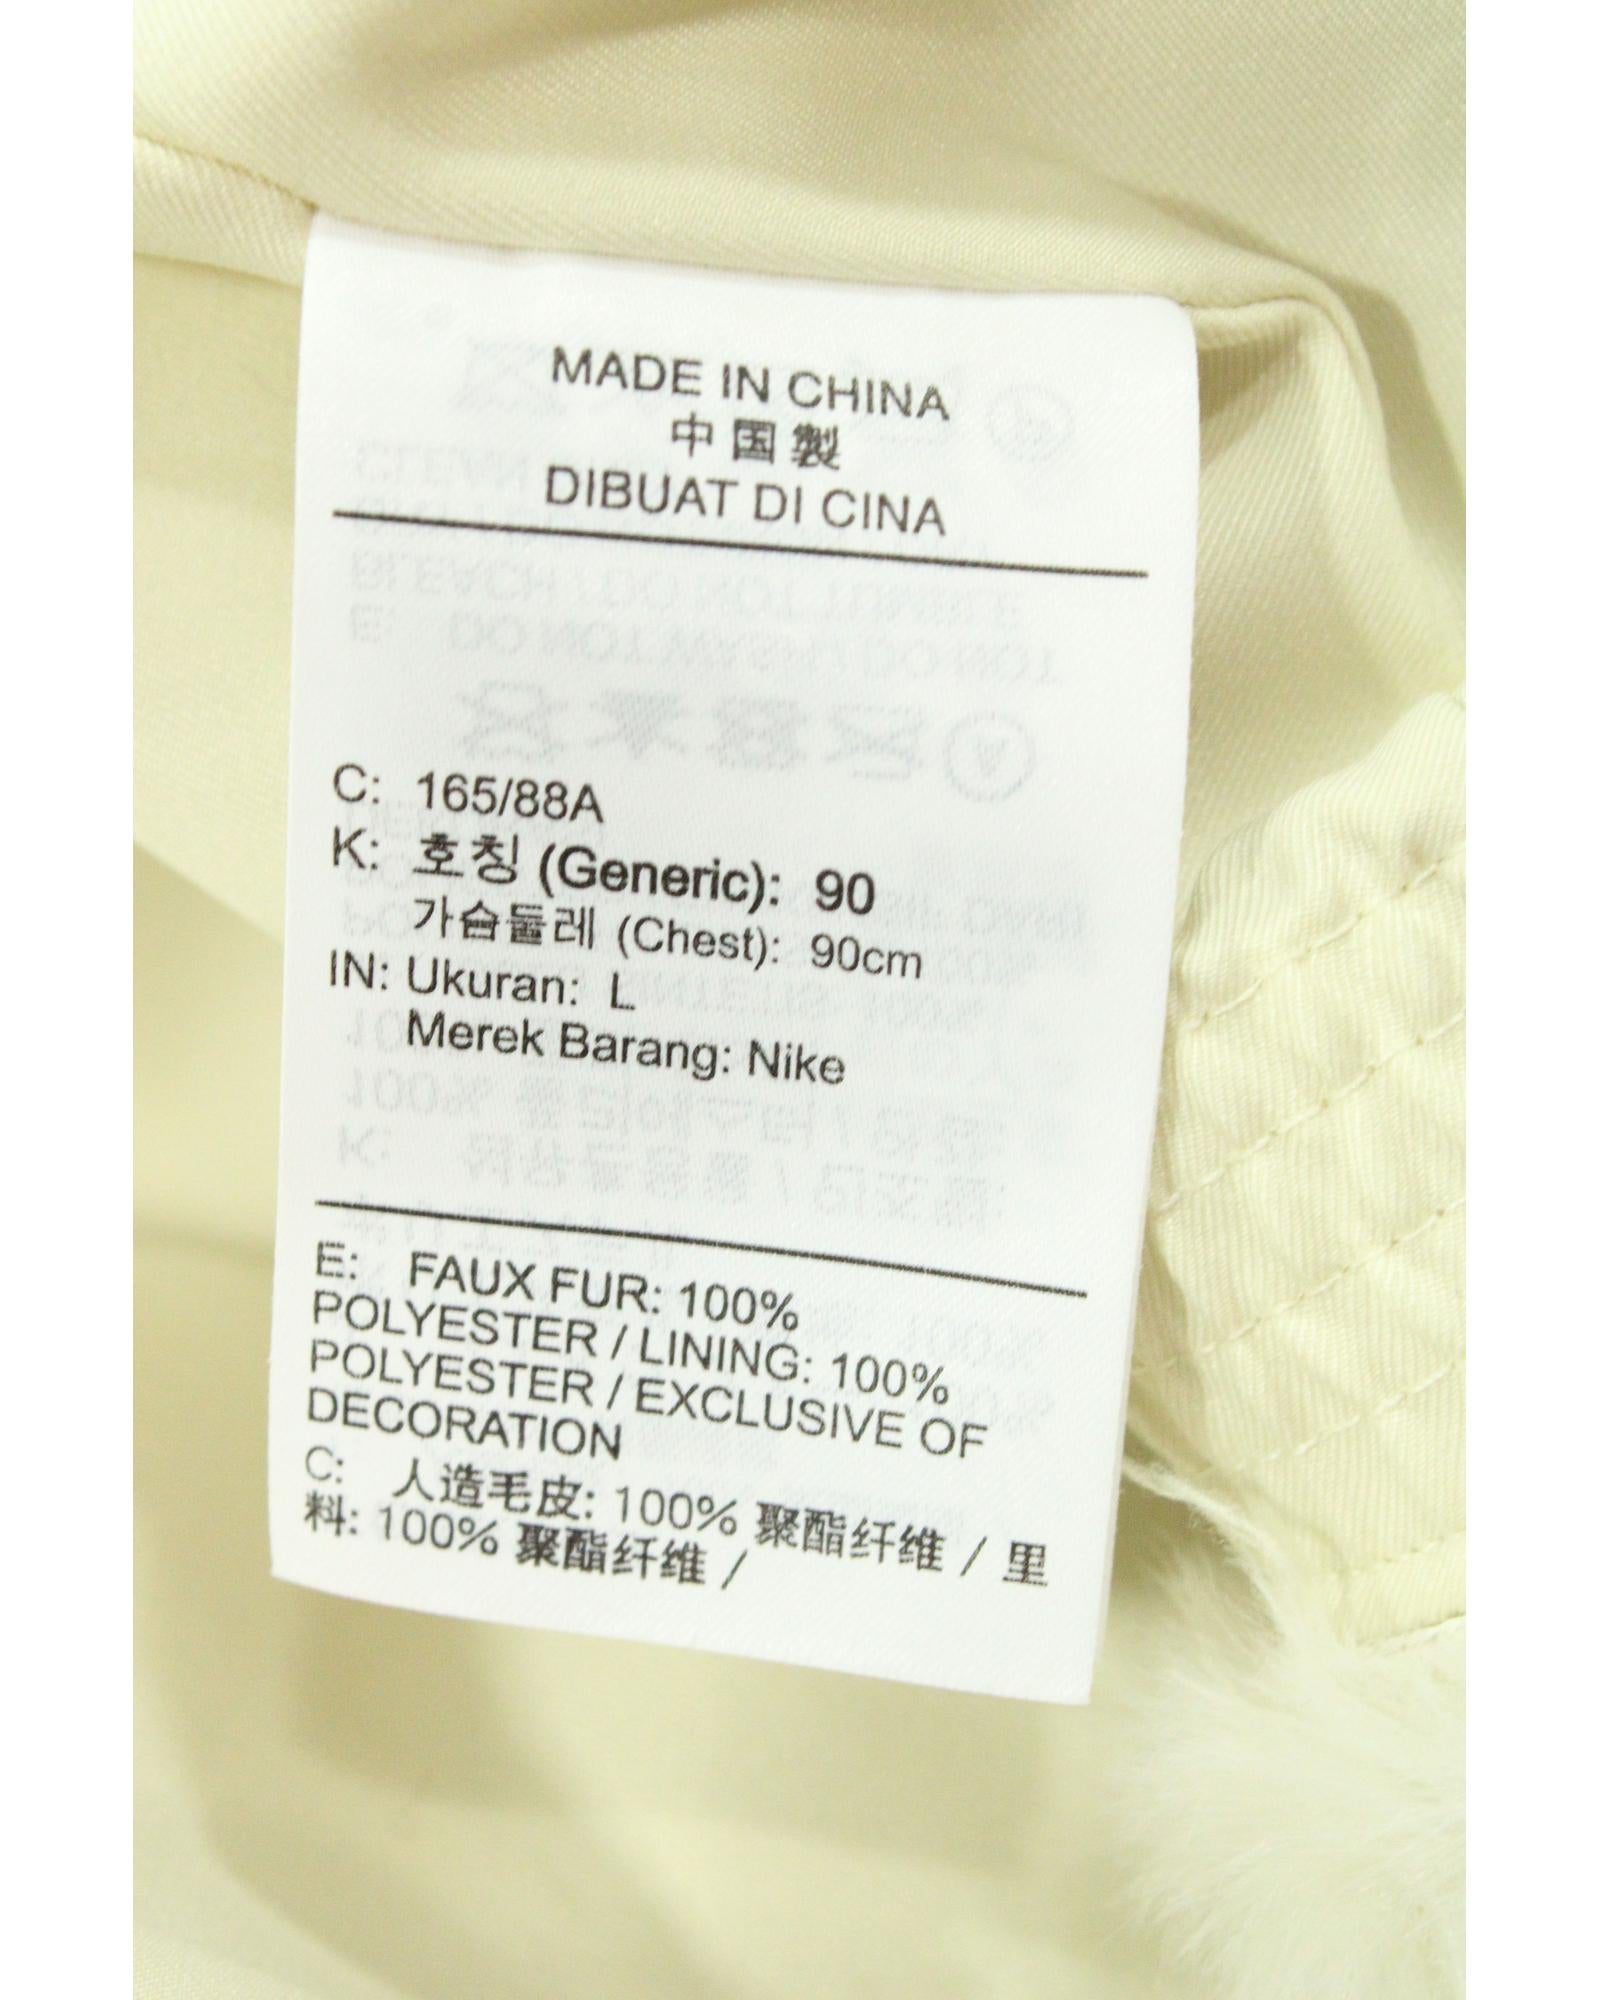 MADE IN CHINA
中国製
DIBUAT DI CINA
C: 165/88A
K: 호칭 (Generic): 90
가슴둘레 (Chest): 90cm
IN: Ukuran: L
Merek Barang: Nike
E: FAUX FUR: 100%
POLYESTER / LINING: 100%
POLYESTER / EXCLUSIVE OF
DECORATION
C: 人造毛皮: 100% 聚酯纤维 / 里
料: 100% 聚酯纤维 /